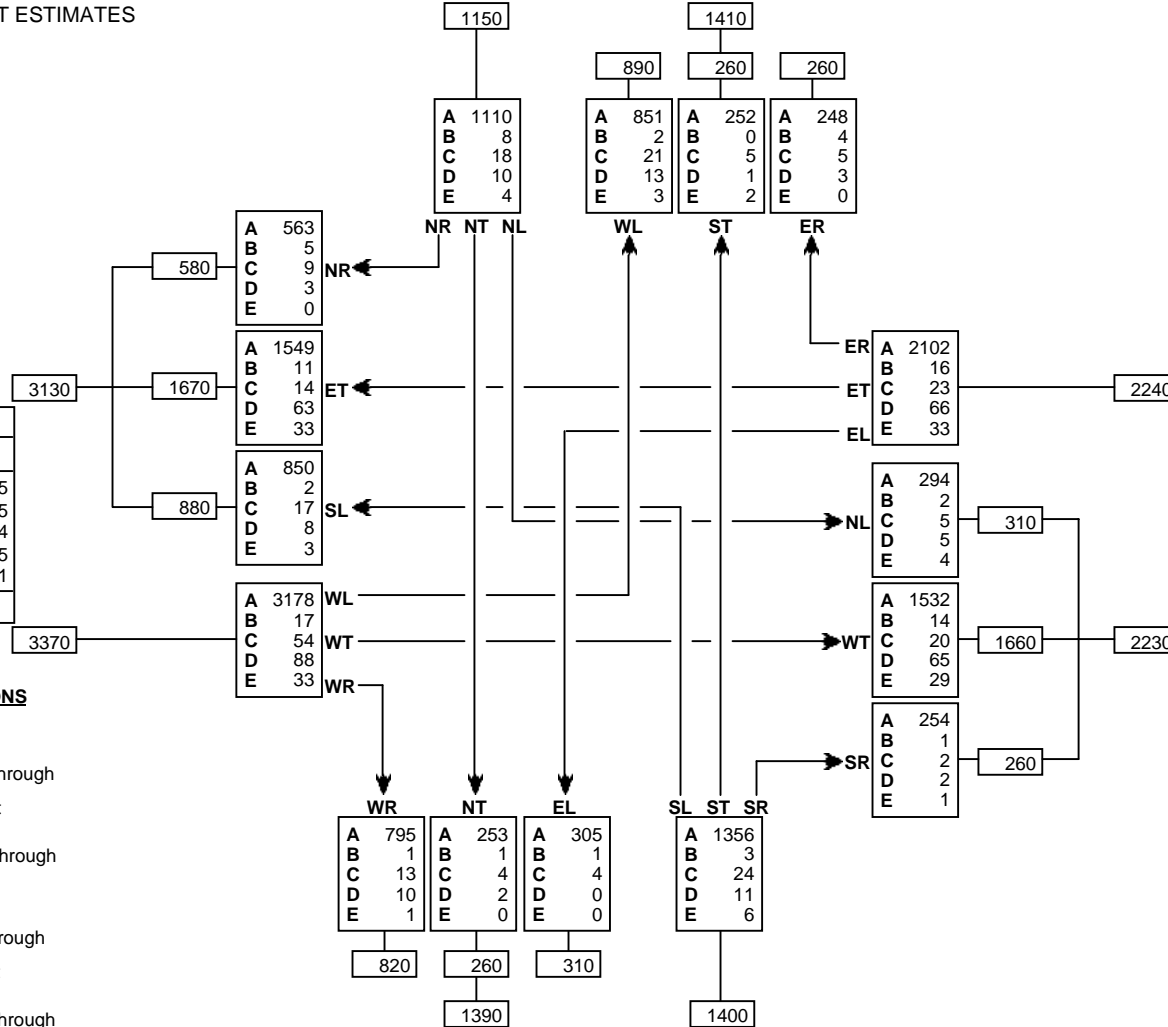 T ESTIMATES
1150
1410
890
260
260
A 1110
B 8
C 18
D 10
E 4
A 851
B 2
C 21
D 13
E 3
A 252
B 0
C 5
D 1
E 2
A 248
B 4
C 5
D 3
E 0
NR NT NL
WL
ST
ER
580
A 563
B 5
C 9
D 3
E 0
NR
3130
1670
A 1549
B 11
C 14
D 63
E 33
ET
ER
ET
EL
A 2102
B 16
C 23
D 66
E 33
2240
880
A 850
B 2
C 17
D 8
E 3
SL
NL
A 294
B 2
C 5
D 5
E 4
310
5
5
4
5
1
3370
A 3178
B 17
C 54
D 88
E 33
WL
WT
WR
WT
A 1532
B 14
C 20
D 65
E 29
1660
2230
SR
A 254
B 1
C 2
D 2
E 1
260
NS
hrough
hrough
rough
hrough
WR
NT
EL
SL ST SR
A 795
B 1
C 13
D 10
E 1
A 253
B 1
C 4
D 2
E 0
A 305
B 1
C 4
D 0
E 0
A 1356
B 3
C 24
D 11
E 6
820
260
310
1390
1400